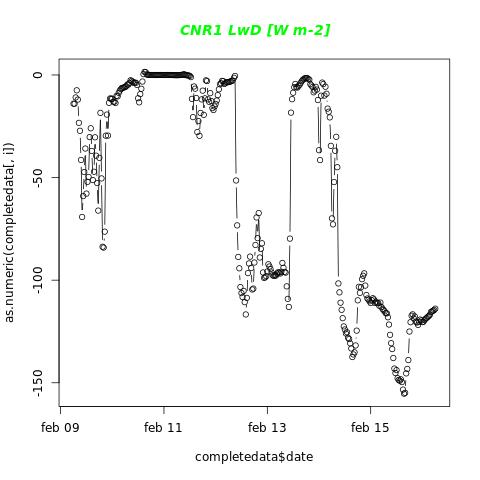 CNR1 LwD [W m-2]
as.numeric(completedata[, i])
0
-50
-100
-150
feb 09
feb 11
feb 13
feb 15
completedata$date